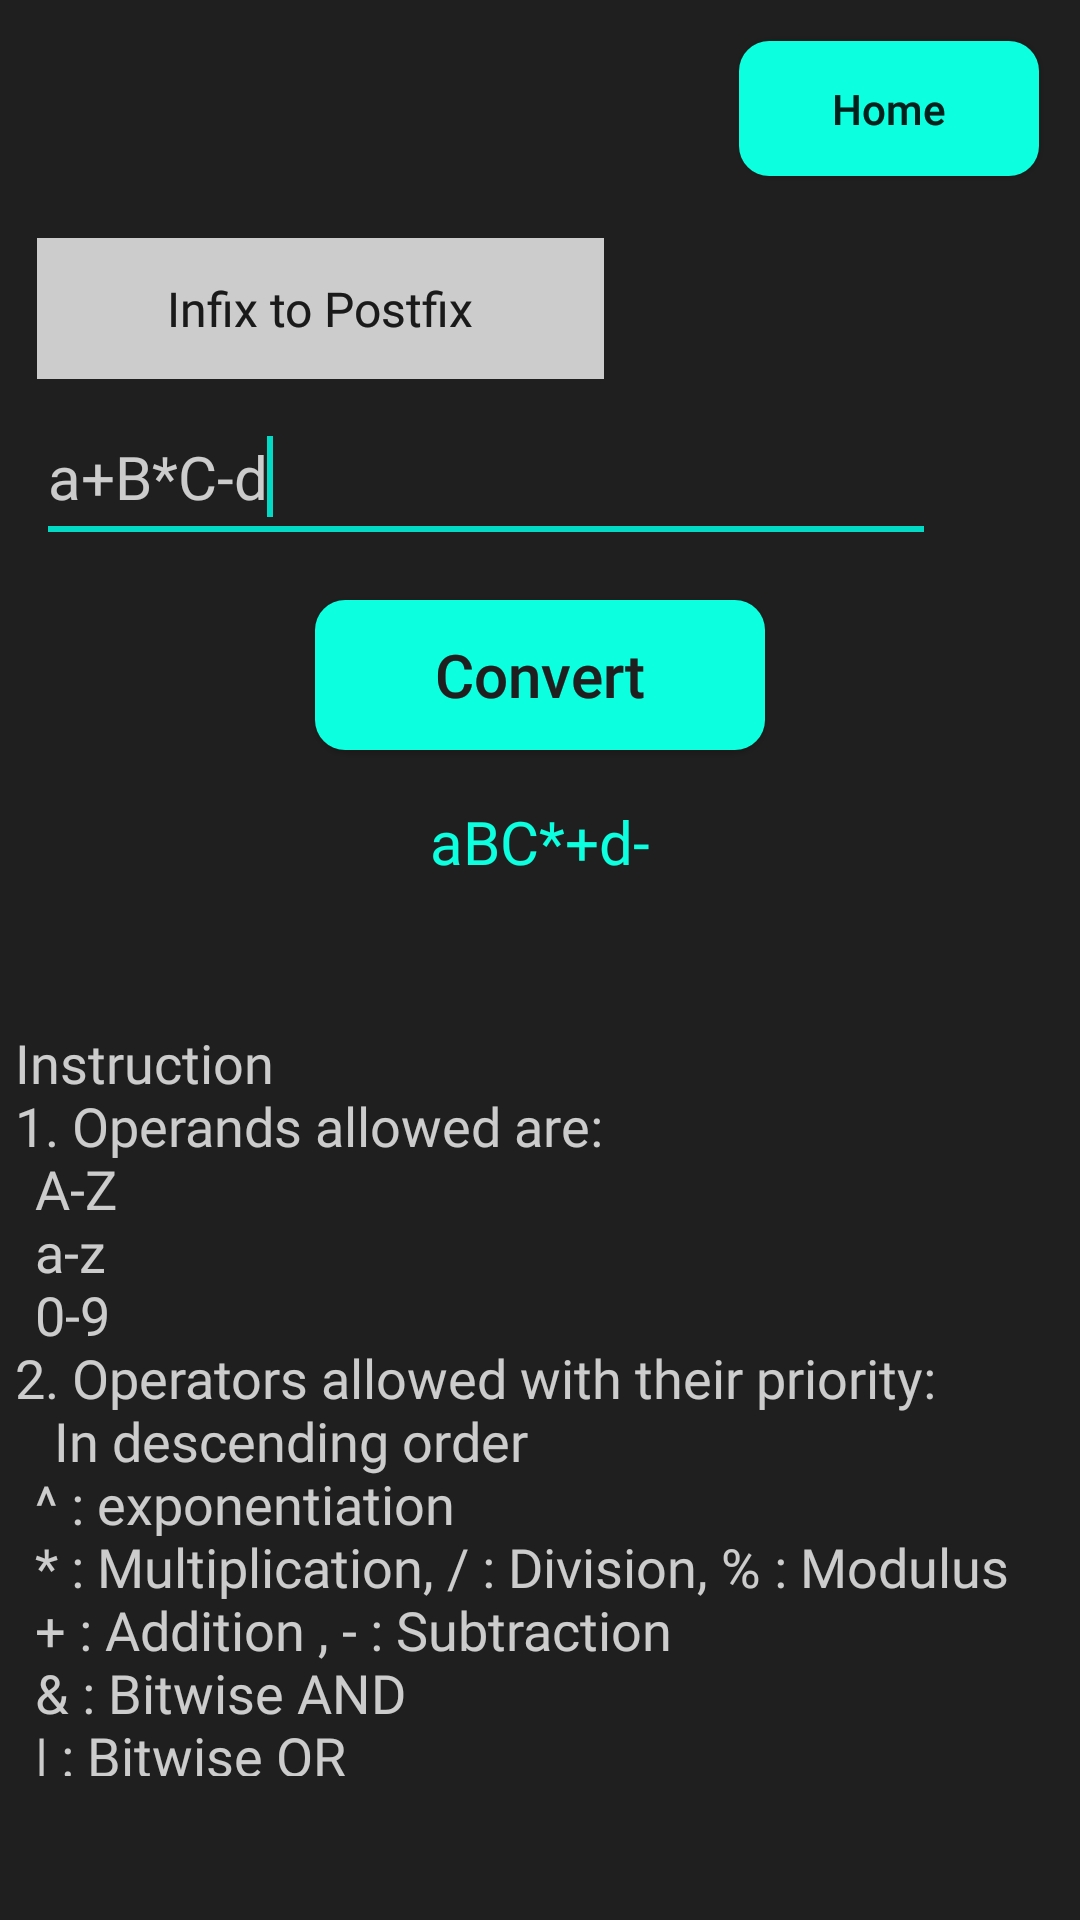 Home
Infix to Postfix
a+B*C-d
Convert
aBC*+d-
Instruction
1. Operands allowed are:
A-Z
a-z
0-9
2. Operators allowed with their priority:
In descending order
^ : exponentiation
* : Multiplication, / : Division, % : Modulus
+ : Addition , - : Subtraction
& : Bitwise AND
| : Bitwise OR